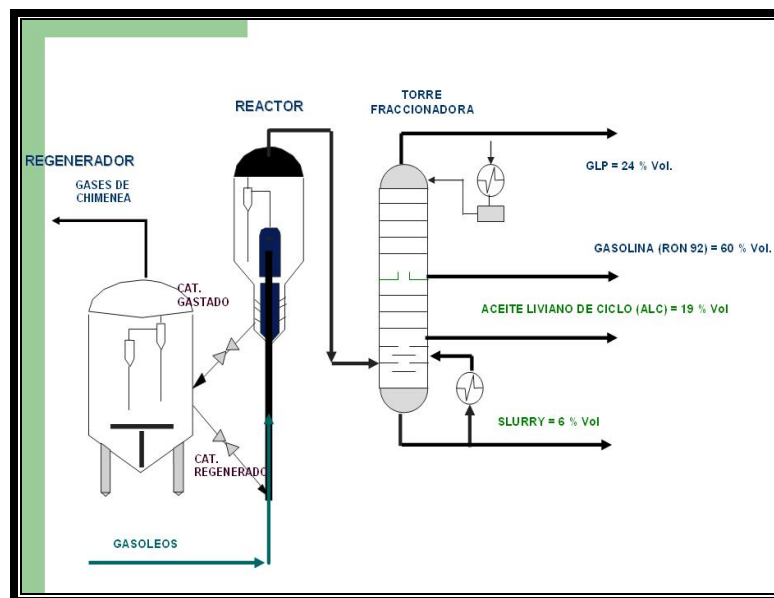 TORRE
FRACCIONADORA
REACTOR
REGENERADOR
GASES DE
CHIMENEA
GLP = 24 % Vol.
GASOLINA (RON 92) = 60 % Vol.
CAT.
GASTADO
ACEITE LIVIANO DE CICLO (ALC) = 19 % Vol
SLURRY = 6 % Vol
CAT.
REGENERADO
GASOLEOS